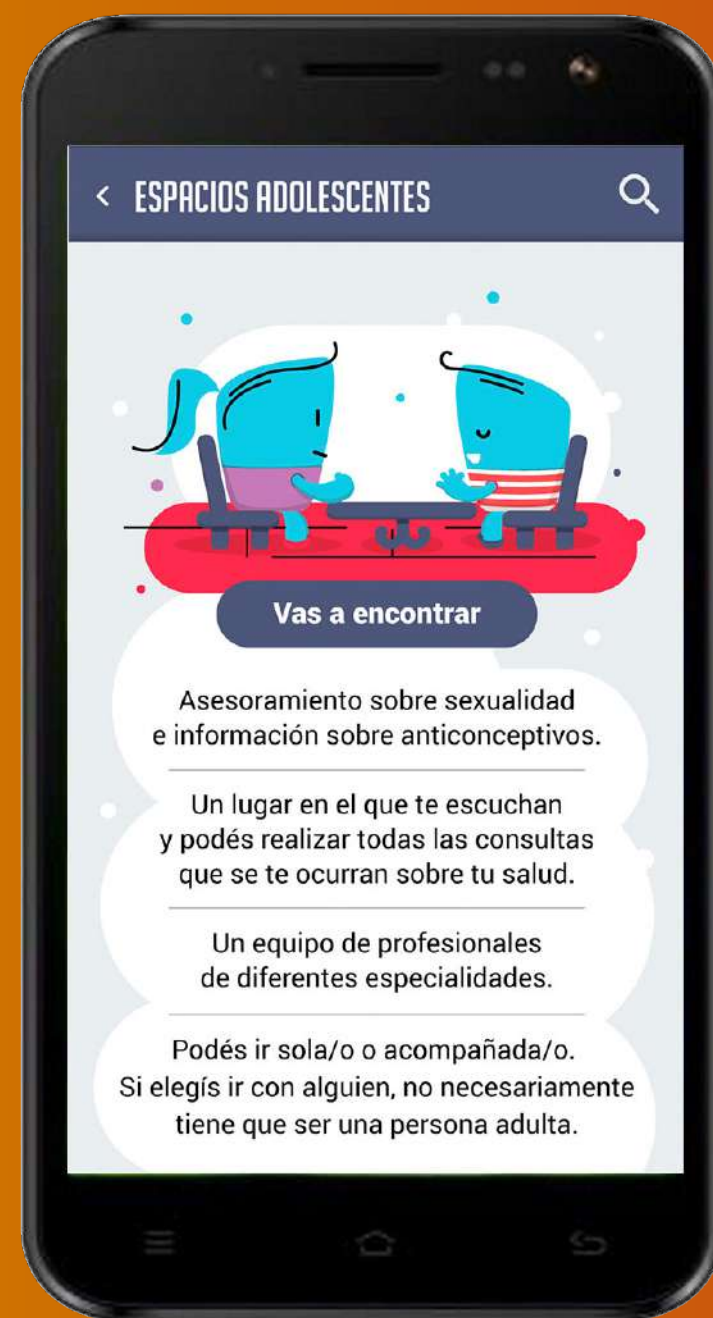 ESPACIOS ADOLESCENTES
Vas a encontrar
Asesoramiento sobre sexualidad
e información sobre anticonceptivos.
Un lugar en el que te escuchan
y podés realizar todas las consultas
que se te ocurran sobre tu salud.
Un equipo de profesionales
de diferentes especialidades.
Podés ir sola/o o acompañada/o.
Si elegís ir con alguien, no necesariamente
tiene que ser una persona adulta.